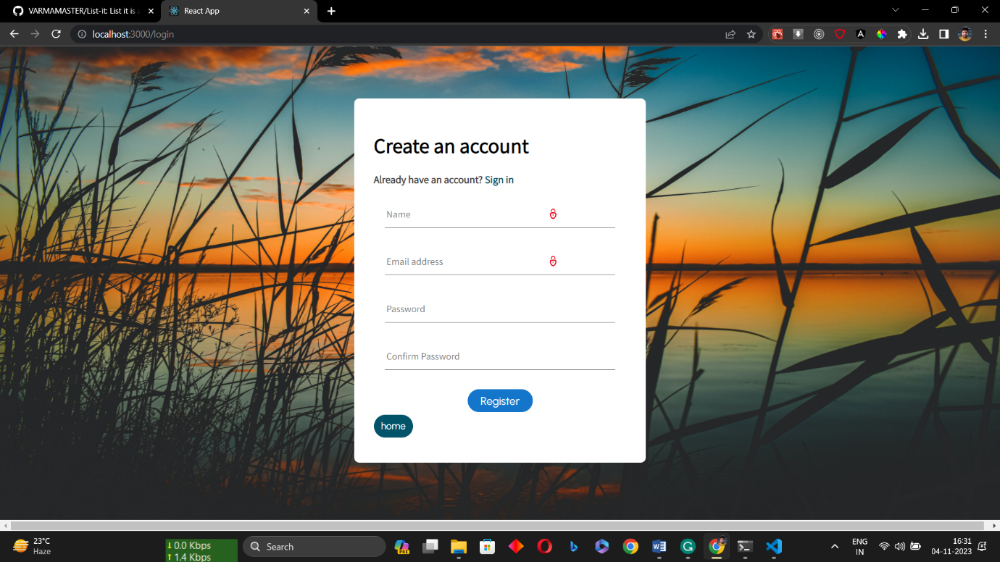 VARMAMASTER/List-it: List it is a
React App
localhost:3000/login
Create an account
Already have an account? Sign in
Name
Email address
Password
Confirm Password
Register
home
23°C
Haze
0.0 Kbps
1.4 Kbps
Search
PRE
ENG
IN
16:31
04-11-2023